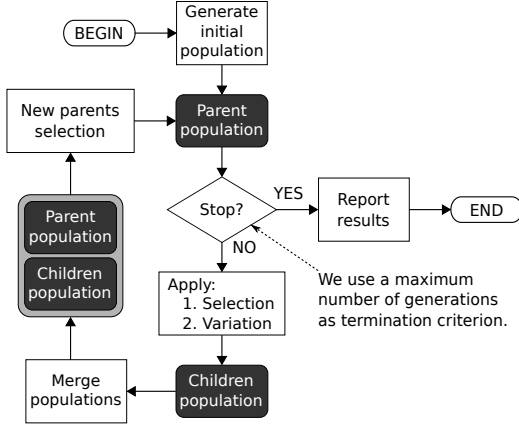 BEGIN
Generate
initial
population
New parents
selection
Parent
population
Parent
population
Children
population
Stop?
YES
NO
Report
results
END
Apply:
1. Selection
2. Variation
We use a maximum
number of generations
as termination criterion.
Merge
populations
Children
population